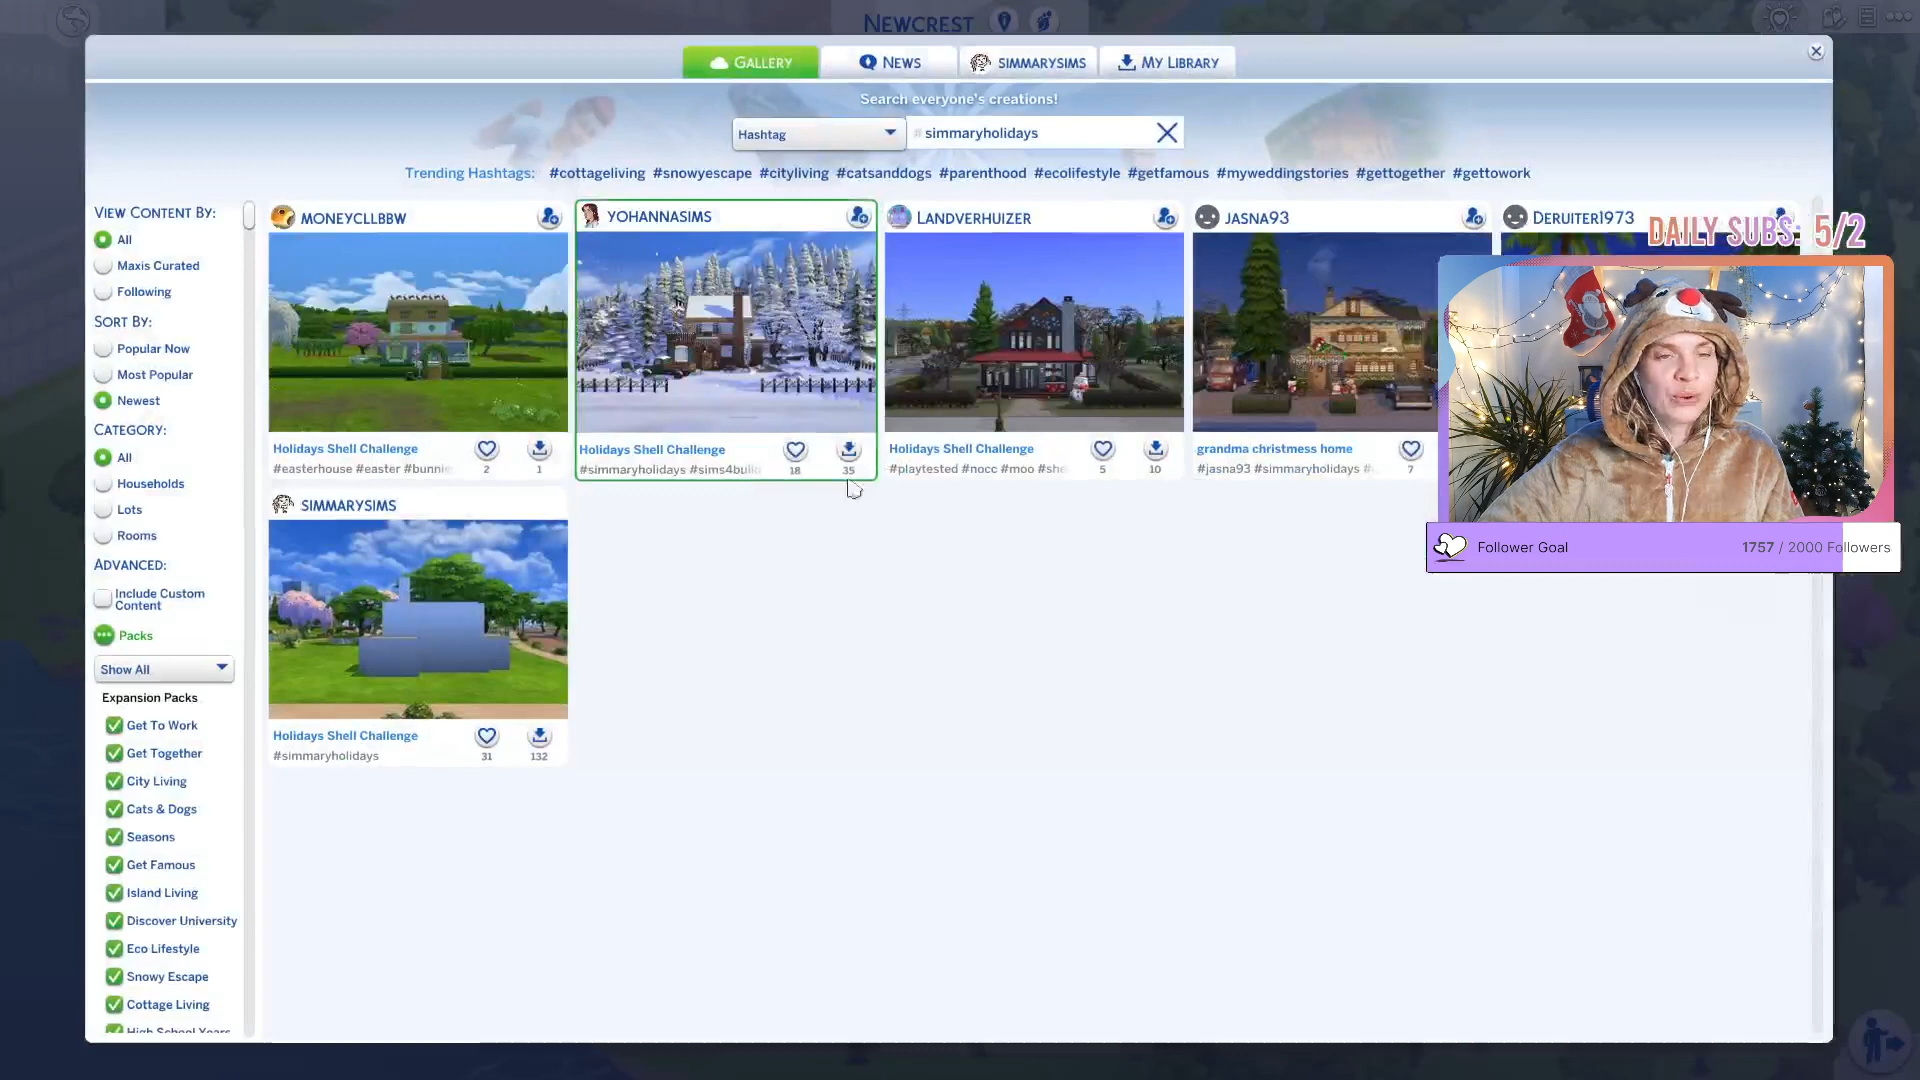 NEWCREST
GALLERY
NEWS
SIMMARYSIMS
MY LIBRARY
Search everyone's creations!
Hashtag
# simmaryholidays
Trending Hashtags: #cottageliving #snowyescape #cityliving #catsanddogs #parenthood #ecolifestyle #getfamous #myweddingstories #gettogether #gettowork
VIEW CONTENT BY:
All
Maxis Curated
Following
SORT BY:
Popular Now
Most Popular
Newest
CATEGORY:
All
Households
Lots
Rooms
ADVANCED:
Include Custom
Content
Packs
Show All
Expansion Packs
Get To Work
Get Together
City Living
Cats & Dogs
Seasons
Get Famous
Island Living
Discover University
Eco Lifestyle
Snowy Escape
Cottage Living
High School Years
MONEYCLLBBW
Holidays Shell Challenge
#easterhouse #easter #bunnie
2
1
YOHANNASIMS
Holidays Shell Challenge
#simmaryholidays #sims4build
18
35
LANDVERHUIZER
Holidays Shell Challenge
#playtested #nocc #moo #she
5
10
JASNA93
grandma christmess home
#jasna93 #simmaryholidays #
7
DERUITER1973
SIMMARYSIMS
Holidays Shell Challenge
#simmaryholidays
31
132
DAILY SUBS: 5/2
Follower Goal
1757 / 2000 Followers